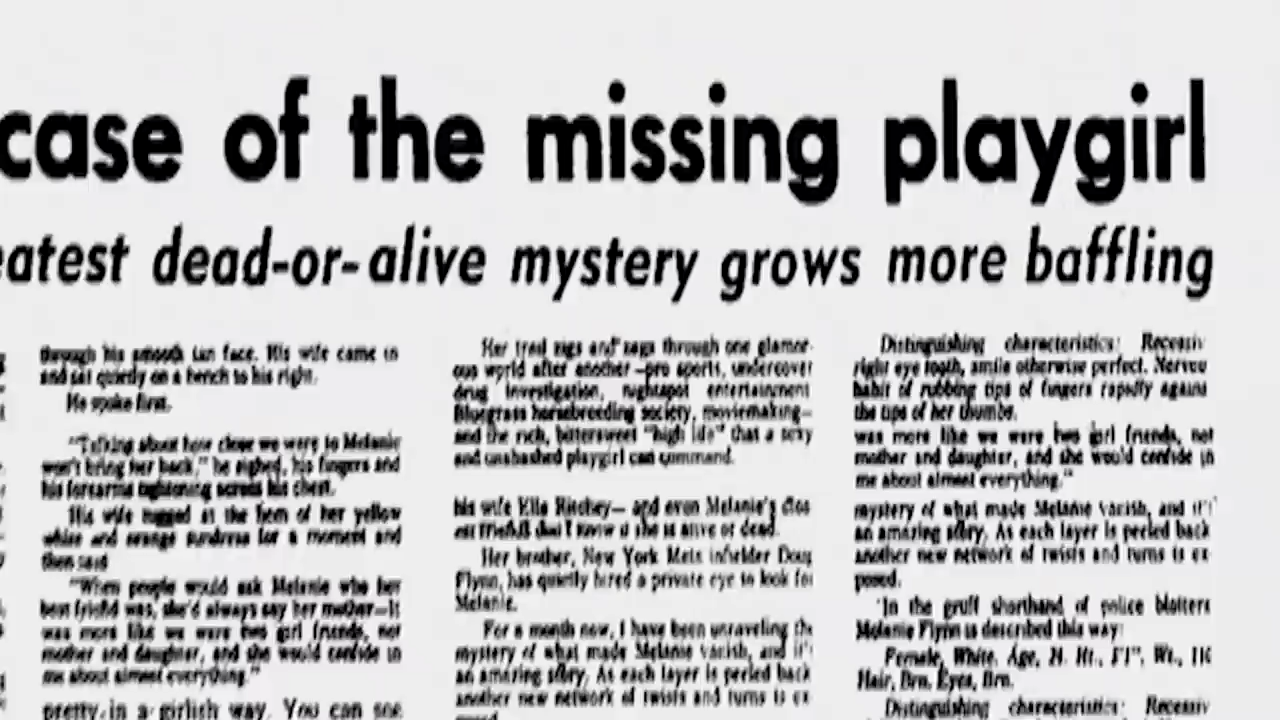 case of the missing playgirl
eatest dead-or-alive mystery grows more baffling
through his smooth tan face. His wife came in
and sat quietly on a bench to his right.
He spoke first.
"Talking about how close we were to Melanie
won't bring her back," he sighed, his fingers and
his forearms tightening across his chest.
His wife tugged at the hem of her yellow
white and orange sundress for a moment and
then said
"When people would ask Melanie who her
best friend was, she'd always say her mother—It
was more like we were two girl friends, not
mother and daughter, and she would confide in
me about almost everything."
pretty in a girlish way. You can see
Her trail zigs and zags through one glamor-
ous world after another—pro sports, undercover
drug investigation, nightspot entertainment
Bluegrass horsebreeding society, moviemaking—
and the rich, bittersweet "high life" that a sexy
and unabashed playgirl can command.
his wife Ella Ritchey— and even Melanie's clos
est friends don't know if she is alive or dead.
Her brother, New York Mets infielder Doug
Flynn, has quietly hired a private eye to look for
Melanie.
For a month now, I have been unraveling the
mystery of what made Melanie vanish, and it's
an amazing story. As each layer is peeled back
another new network of twists and turns is ex
posed.
Distinguishing characteristics: Recessiv
right eye tooth, smile otherwise perfect. Nervou
habit of rubbing tips of fingers rapidly agains
the tips of her thumbs.
was more like we were two girl friends, not
mother and daughter, and she would confide in
me about almost everything."
mystery of what made Melanie vanish, and it's
an amazing story. As each layer is peeled back
another new network of twists and turns is ex
posed.
In the gruff shorthand of police blotters
Melanie Flynn is described this way:
Female, White. Age, 24. Ht., 5'1", Wt., 11
Hair, Brn. Eyes, Brn.
Distinguishing characteristics: Recessiv